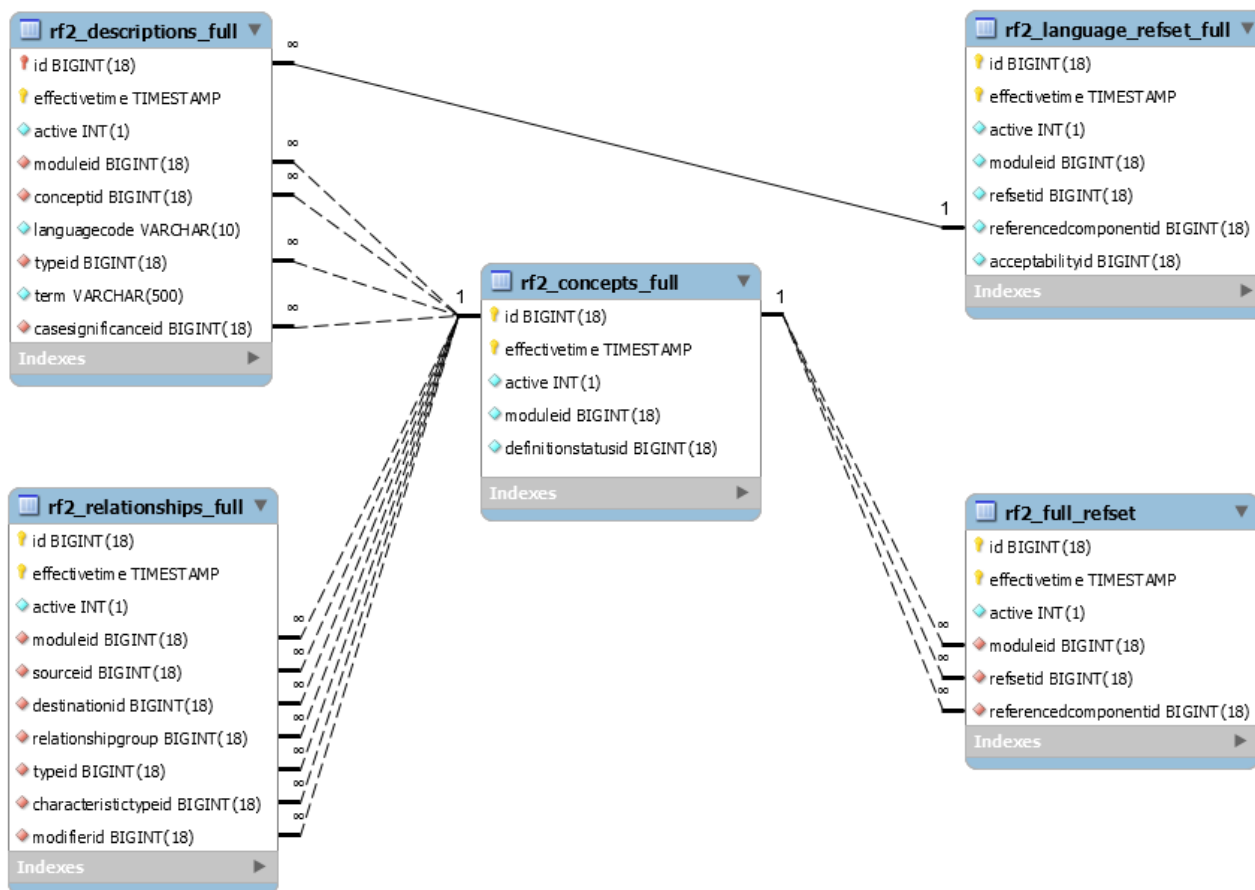 rf2_descriptions_full
id BIGINT(18)
effectivetime TIMESTAMP
active INT(1)
moduleid BIGINT(18)
conceptid BIGINT(18)
languagecode VARCHAR(10)
typeid BIGINT(18)
term VARCHAR(500)
casesignificanceid BIGINT(18)
Indexes
∞
∞
∞
∞
∞
rf2_language_refset_full
id BIGINT(18)
effectivetime TIMESTAMP
active INT(1)
moduleid BIGINT(18)
refsetid BIGINT(18)
referencedcomponentid BIGINT(18)
acceptabilityid BIGINT(18)
Indexes
1
1
rf2_concepts_full
id BIGINT(18)
effectivetime TIMESTAMP
active INT(1)
moduleid BIGINT(18)
definitionstatusid BIGINT(18)
Indexes
1
rf2_relationships_full
id BIGINT(18)
effectivetime TIMESTAMP
active INT(1)
moduleid BIGINT(18)
sourceid BIGINT(18)
destinationid BIGINT(18)
relationshipgroup BIGINT(18)
typeid BIGINT(18)
characteristictypeid BIGINT(18)
modifierid BIGINT(18)
Indexes
∞
∞
∞
∞
∞
∞
∞
rf2_full_refset
id BIGINT(18)
effectivetime TIMESTAMP
active INT(1)
moduleid BIGINT(18)
refsetid BIGINT(18)
referencedcomponentid BIGINT(18)
Indexes
∞
∞
∞